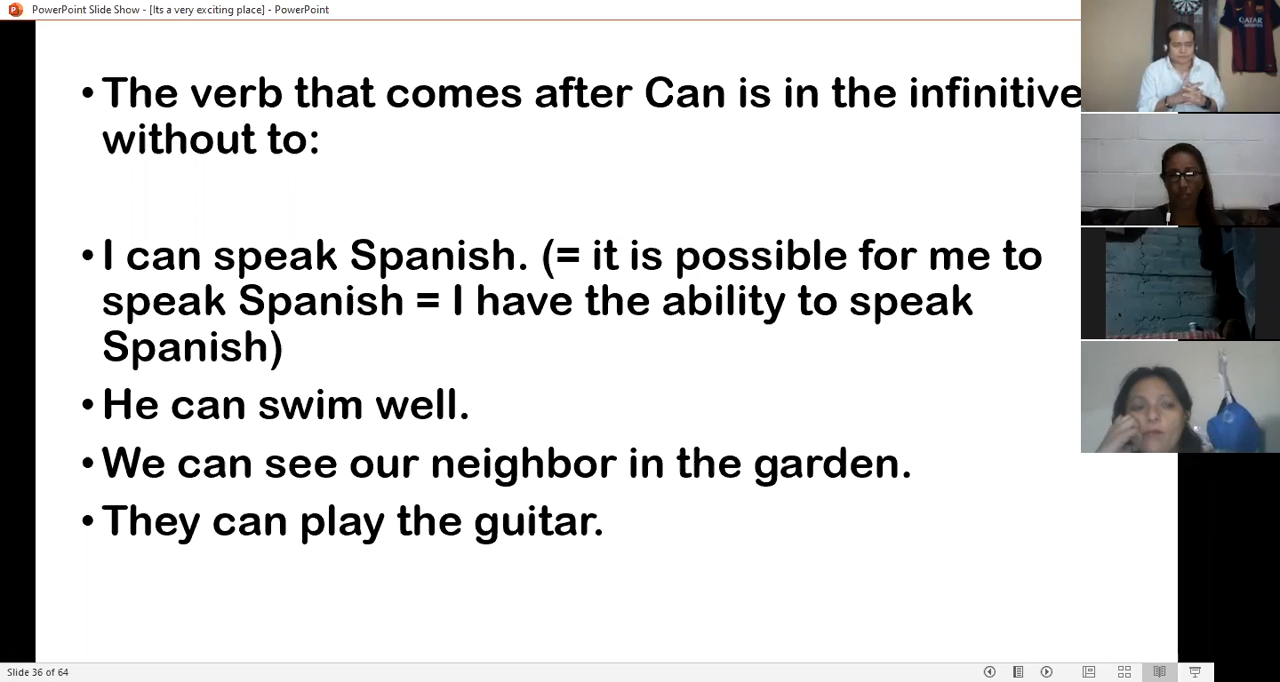 PowerPoint Slide Show - [Its a very exciting place] - PowerPoint
• The verb that comes after Can is in the infinitive
without to:
• I can speak Spanish. (= it is possible for me to
speak Spanish = I have the ability to speak
Spanish)
• He can swim well.
• We can see our neighbor in the garden.
• They can play the guitar.
QATAR
Slide 36 of 64